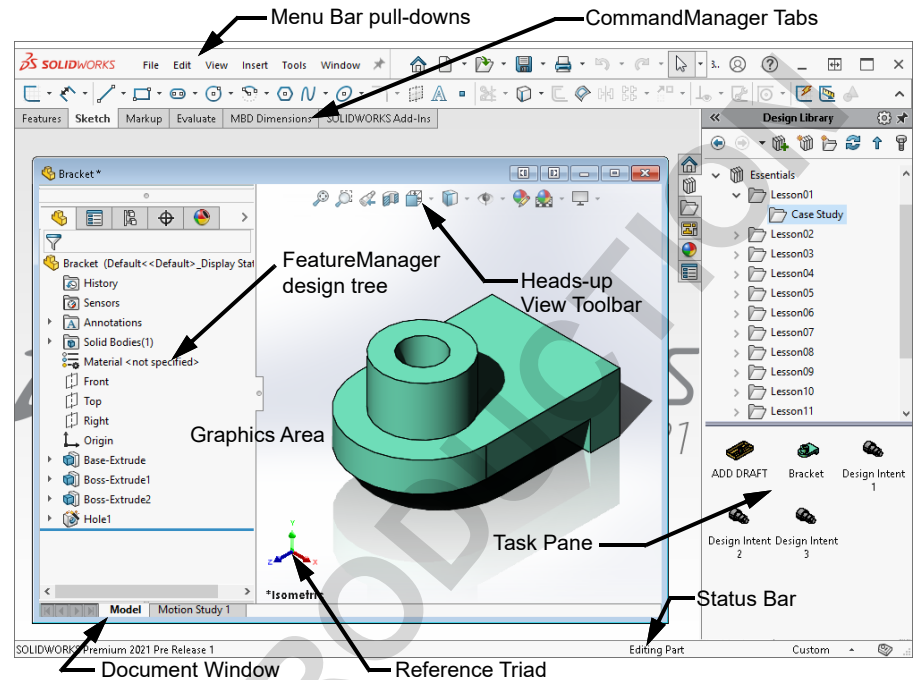 Menu Bar pull-downs
CommandManager Tabs
SOLIDWORKS File Edit View Insert Tools Window
Features Sketch Markup Evaluate MBD Dimensions SOLIDWORKS Add-Ins
Design Library
Bracket *
Essentials
Lesson01
Case Study
Lesson02
Lesson03
Lesson04
Lesson05
Lesson06
Lesson07
Lesson08
Lesson09
Lesson10
Lesson11
Bracket (Default<<Default>_Display Stat
History
Sensors
Annotations
Solid Bodies(1)
Material <not specified>
Front
Top
Right
Origin
Base-Extrude
Boss-Extrude1
Boss-Extrude2
Hole1
FeatureManager
design tree
Heads-up
View Toolbar
Graphics Area
ADD DRAFT Bracket Design Intent
1
Design Intent Design Intent
2 3
Task Pane
Y
Z X
*Isometric
Model Motion Study 1
Status Bar
SOLIDWORKS Premium 2021 Pre Release 1
Editing Part
Custom
Document Window
Reference Triad
PRODUCTION